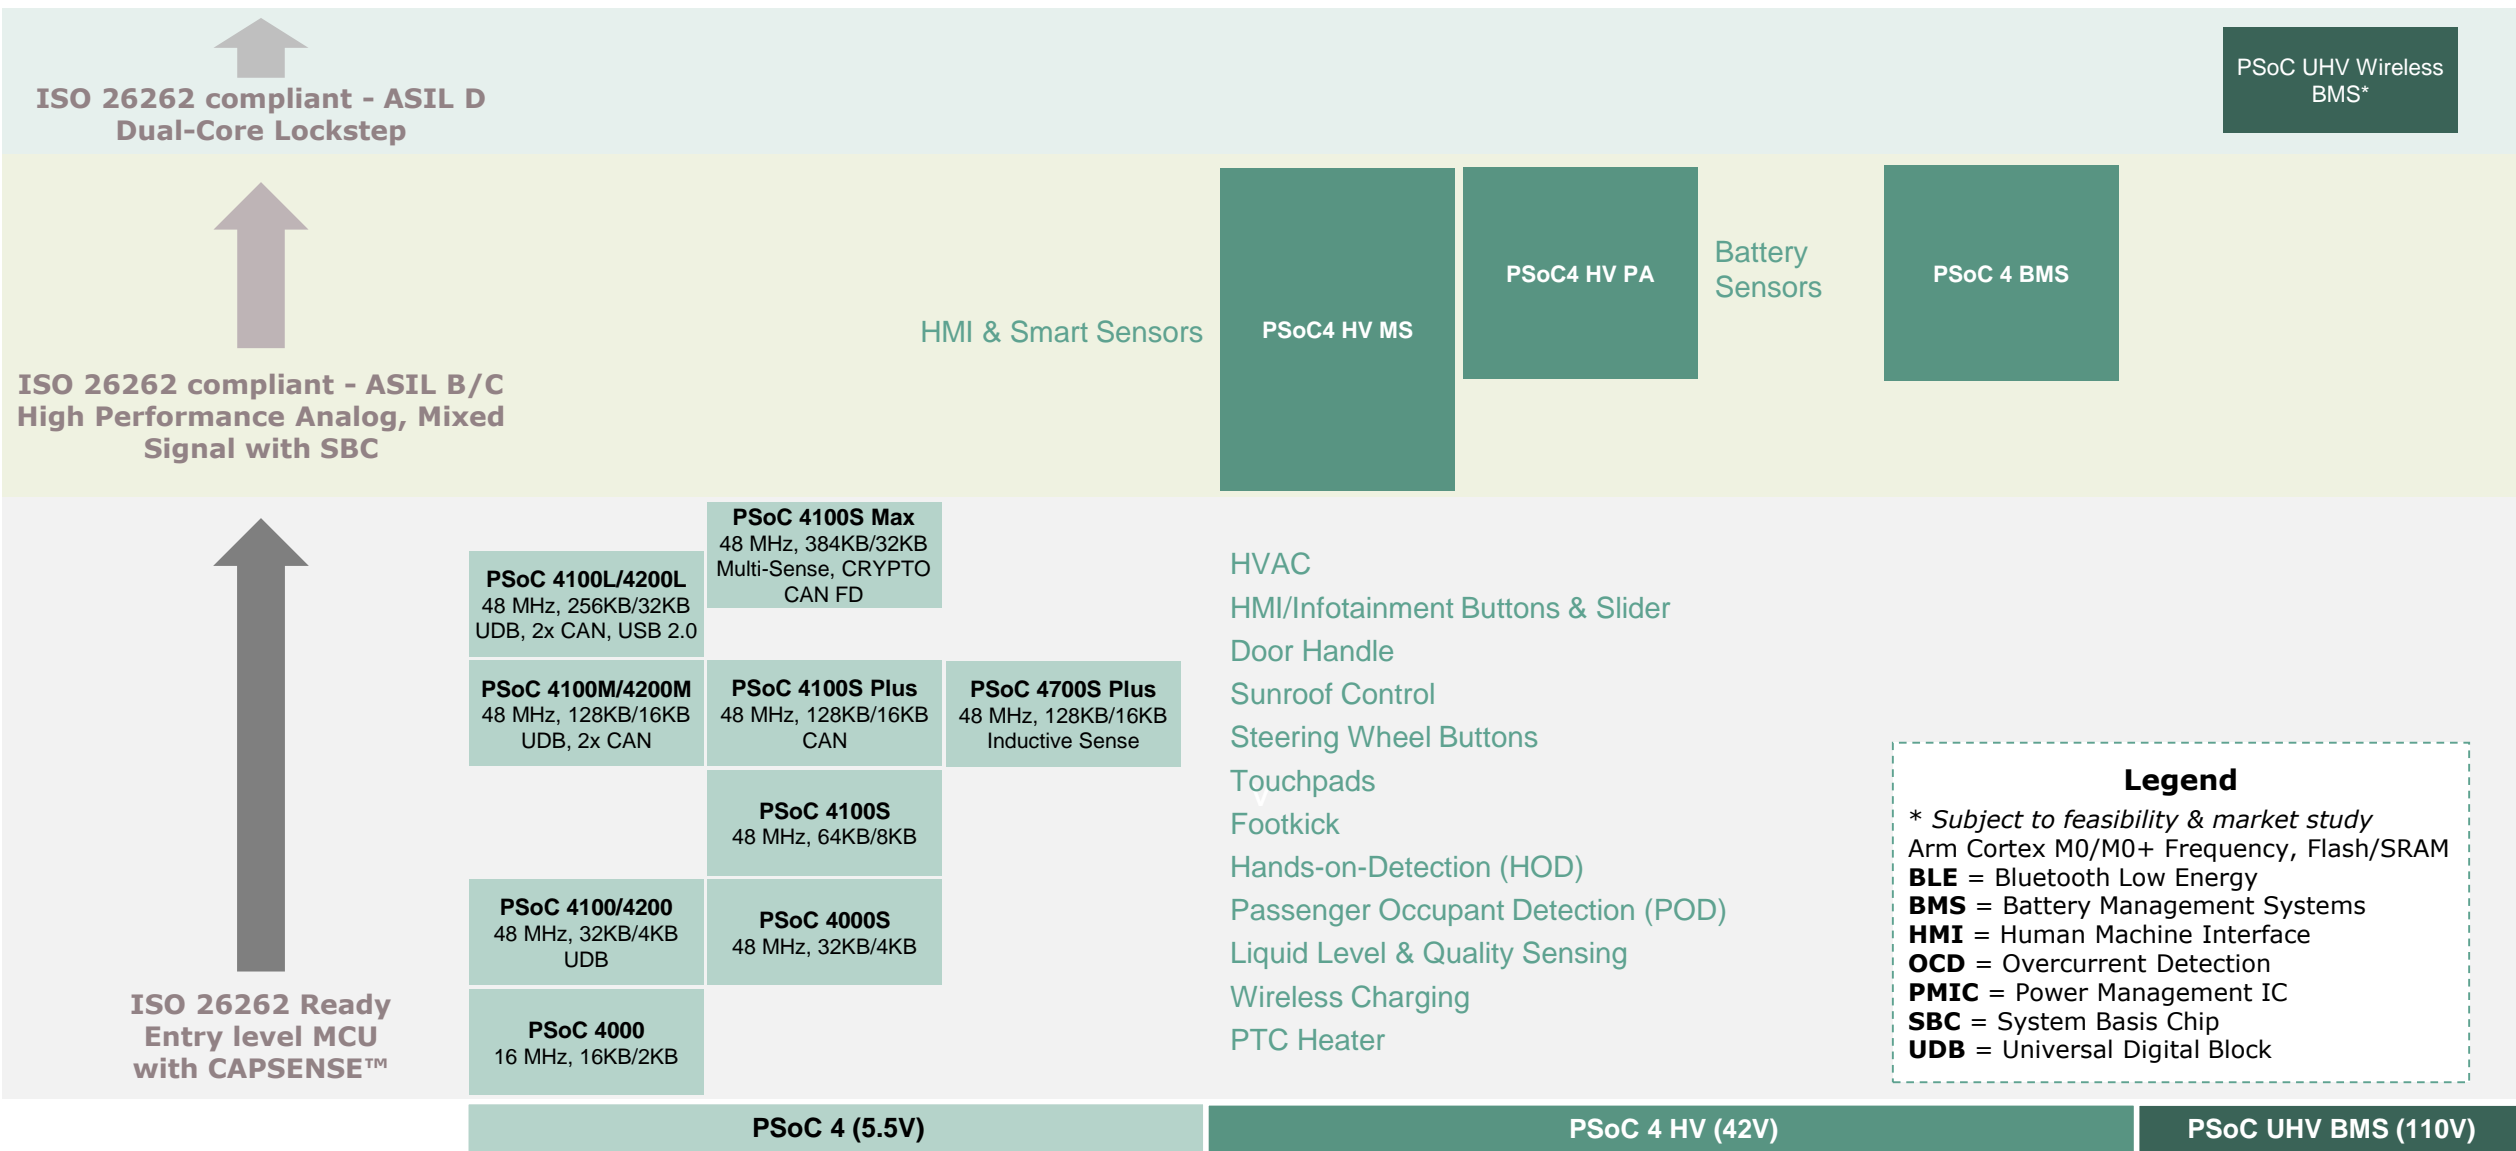 PSoC UHV Wireless
BMS*
ISO 26262 compliant - ASIL D
Dual-Core Lockstep
HMI & Smart Sensors
PSoC4 HV MS
PSoC4 HV PA
Battery
Sensors
PSoC 4 BMS
ISO 26262 compliant - ASIL B/C
High Performance Analog, Mixed
Signal with SBC
PSoC 4100S Max
48 MHz, 384KB/32KB
Multi-Sense, CRYPTO
CAN FD
PSoC 4100L/4200L
48 MHz, 256KB/32KB
UDB, 2x CAN, USB 2.0
PSoC 4100M/4200M
48 MHz, 128KB/16KB
UDB, 2x CAN
PSoC 4100S Plus
48 MHz, 128KB/16KB
CAN
PSoC 4700S Plus
48 MHz, 128KB/16KB
Inductive Sense
PSoC 4100S
48 MHz, 64KB/8KB
PSoC 4100/4200
48 MHz, 32KB/4KB
UDB
PSoC 4000S
48 MHz, 32KB/4KB
PSoC 4000
16 MHz, 16KB/2KB
ISO 26262 Ready
Entry level MCU
with CAPSENSE™
HVAC
HMI/Infotainment Buttons & Slider
Door Handle
Sunroof Control
Steering Wheel Buttons
Touchpads
Footkick
Hands-on-Detection (HOD)
Passenger Occupant Detection (POD)
Liquid Level & Quality Sensing
Wireless Charging
PTC Heater
Legend
* Subject to feasibility & market study
Arm Cortex M0/M0+ Frequency, Flash/SRAM
BLE = Bluetooth Low Energy
BMS = Battery Management Systems
HMI = Human Machine Interface
OCD = Overcurrent Detection
PMIC = Power Management IC
SBC = System Basis Chip
UDB = Universal Digital Block
PSoC 4 (5.5V)
PSoC 4 HV (42V)
PSoC UHV BMS (110V)